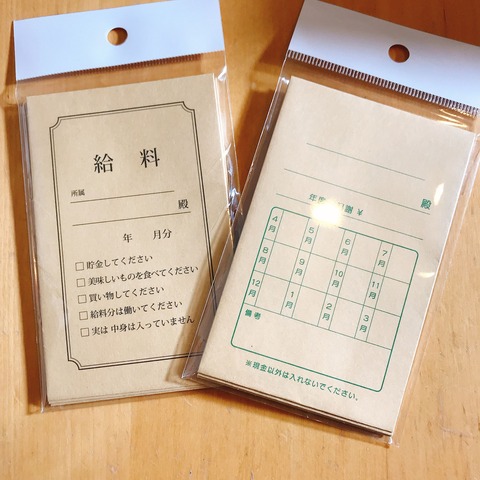 給料
所属
殿
年 月分
□ 貯金してください
□ 美味しいものを食べてください
□ 買い物してください
□ 給料分は働いてください
□ 実は 中身は入っていません
殿
年度 謝 ¥
4月 5月 6月 7月
8月 9月 10月 11月
12月 1月 2月 3月
備考
※現金以外は入れないでください。